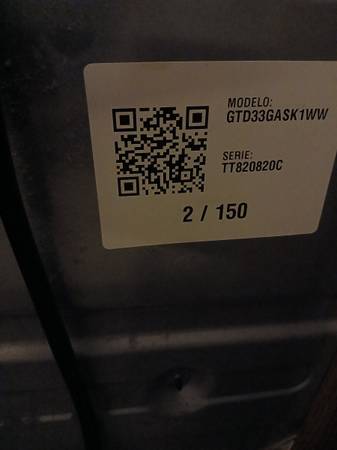 MODELO:
GTD33GASK1WW
SERIE:
TT820820C
2 / 150